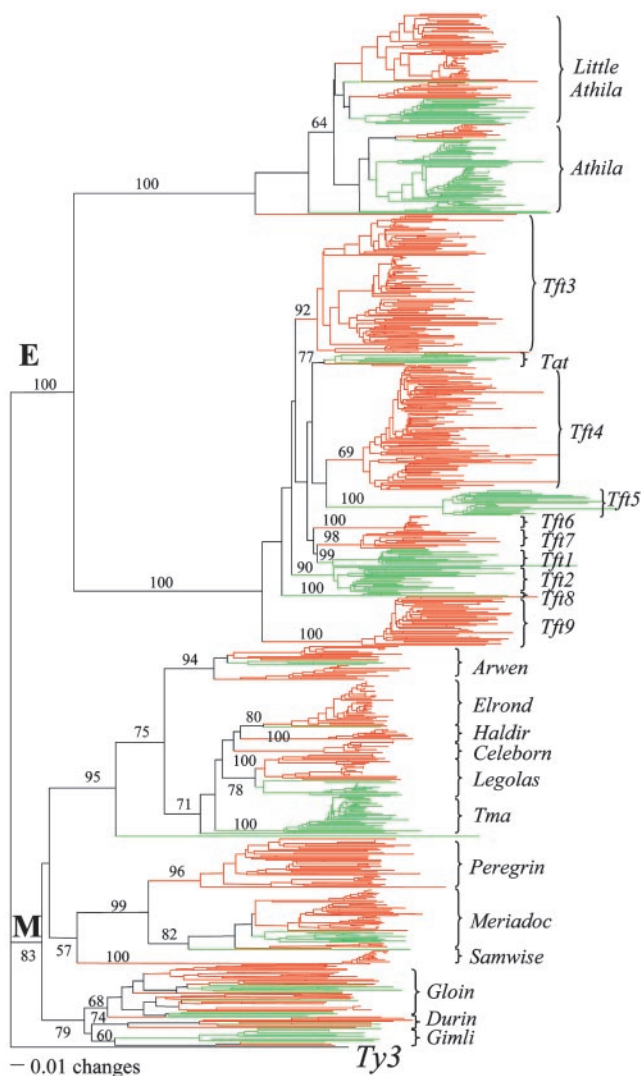 Little
Athila
64
Athila
100
Tft3
92
E
77
Tat
100
Tft4
69
100
Tft5
100
Tft6
98
Tft7
99
Tft1
90
Tft2
100
100
Tft8
Tft9
100
94
Arwen
Elrond
80
75
Haldir
100
Celeborn
95
100
78
Legolas
71
Tma
100
96
Peregrin
99
Meriadoc
M
82
83
57
100
Samwise
Gloin
68
74
Durin
79
60
Gimli
Ty3
0.01 changes